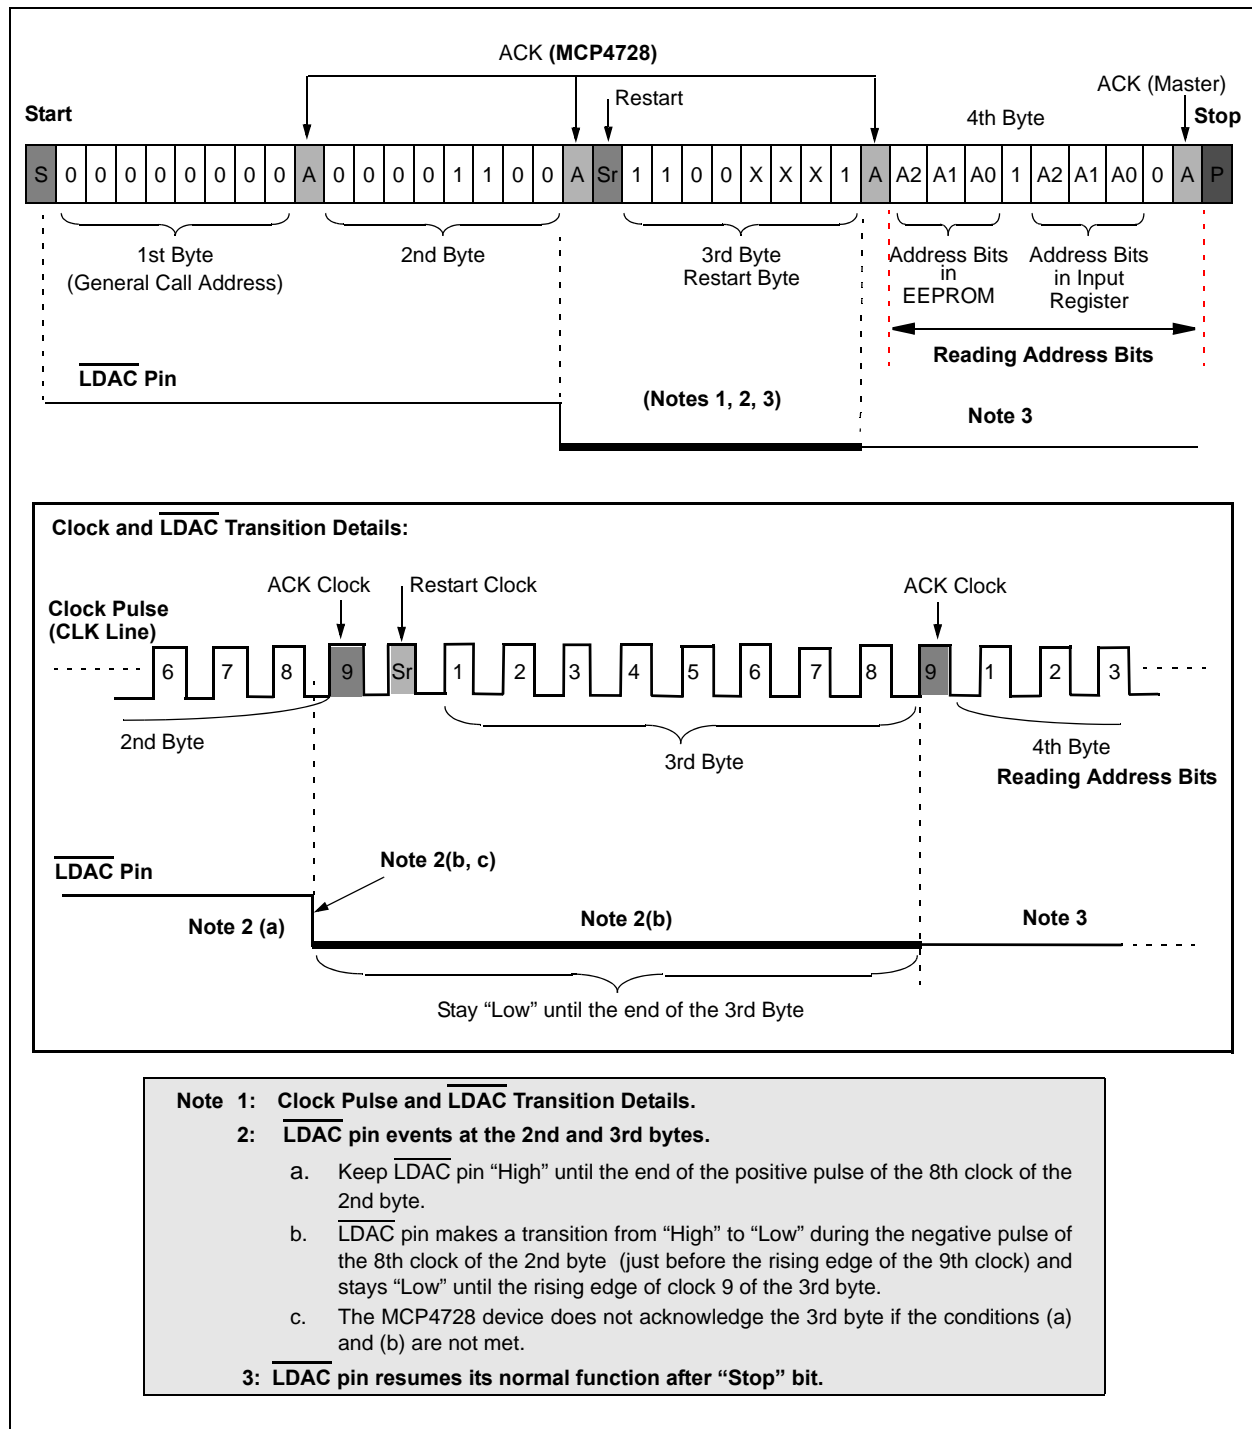 ACK (MCP4728)
Restart
ACK (Master)
Start
4th Byte
Stop
S 0 0 0 0 0 0 0 0 A 0 0 0 0 1 1 0 0 A Sr 1 1 0 0 X X X 1 A A2 A1 A0 1 A2 A1 A0 0 A P
1st Byte
(General Call Address)
2nd Byte
3rd Byte
Restart Byte
Address Bits
in
EEPROM
Address Bits
in Input
Register
Reading Address Bits
LDAC Pin
(Notes 1, 2, 3)
Note 3
Clock and LDAC Transition Details:
ACK Clock
Restart Clock
ACK Clock
Clock Pulse
(CLK Line)
6 7 8 9 Sr 1 2 3 4 5 6 7 8 9 1 2 3
2nd Byte
3rd Byte
4th Byte
Reading Address Bits
LDAC Pin
Note 2(b, c)
Note 2 (a)
Note 2(b)
Note 3
Stay “Low” until the end of the 3rd Byte
Note 1: Clock Pulse and LDAC Transition Details.
2: LDAC pin events at the 2nd and 3rd bytes.
a. Keep LDAC pin “High” until the end of the positive pulse of the 8th clock of the
2nd byte.
b. LDAC pin makes a transition from “High” to “Low” during the negative pulse of
the 8th clock of the 2nd byte (just before the rising edge of the 9th clock) and
stays “Low” until the rising edge of clock 9 of the 3rd byte.
c. The MCP4728 device does not acknowledge the 3rd byte if the conditions (a)
and (b) are not met.
3: LDAC pin resumes its normal function after “Stop” bit.